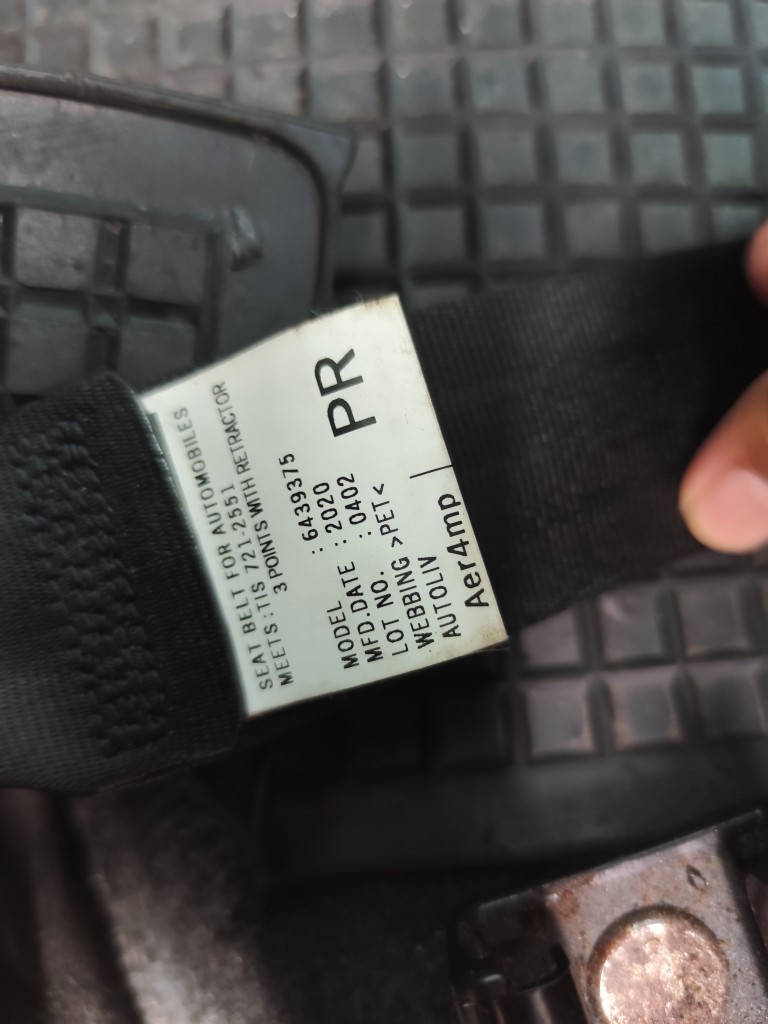 SEAT BELT FOR AUTOMOBILES
MEETS : TIS 721-2551
3 POINTS WITH RETRACTOR
MODEL : 6439375
MFD.DATE : 2020
LOT NO. : 0402
WEBBING >PET<
AUTOLIV
PR
Aer4mp